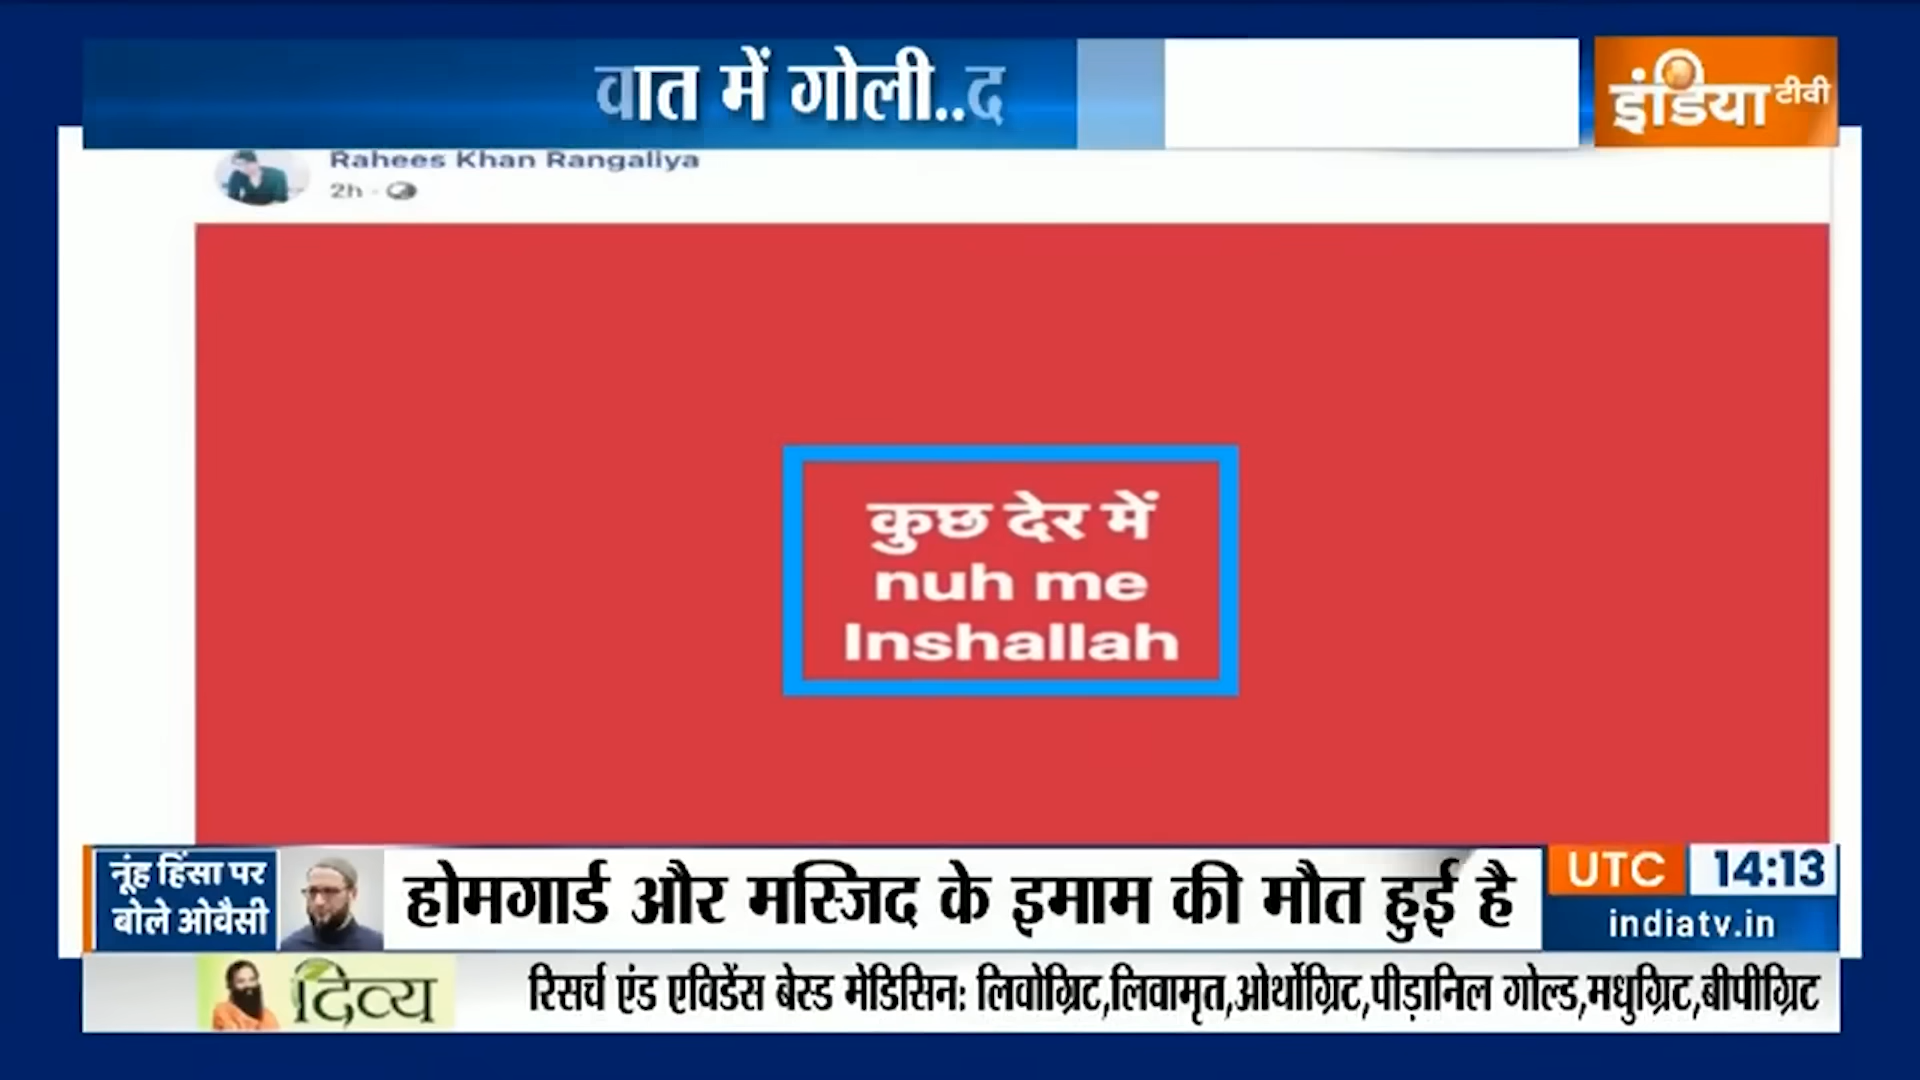 वात में गोली..द
इंडिया टीवी
Rahees Khan Rangaliya
2h
कुछ देर में
nuh me
Inshallah
नूंह हिंसा पर
बोले ओवैसी
होमगार्ड और मस्जिद के इमाम की मौत हुई है
UTC 14:13
indiatv.in
दिव्य
रिसर्च एंड एविडेंस बेस्ड मेडिसिन: लिवोग्रिट,लिवामृत,ओर्थोग्रिट,पीड़ानिल गोल्ड,मधुग्रिट,बीपीग्रिट